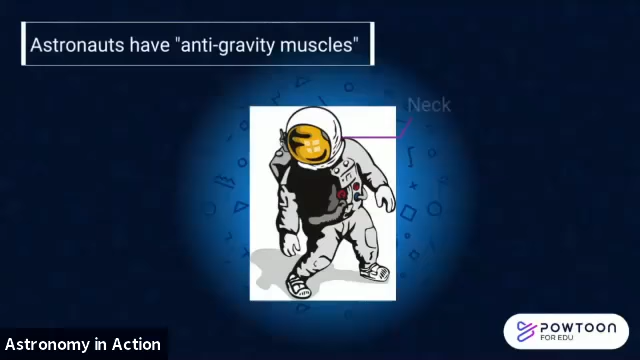 Astronauts have "anti-gravity muscles"
Neck
POWTOON
FOR EDU
Astronomy in Action